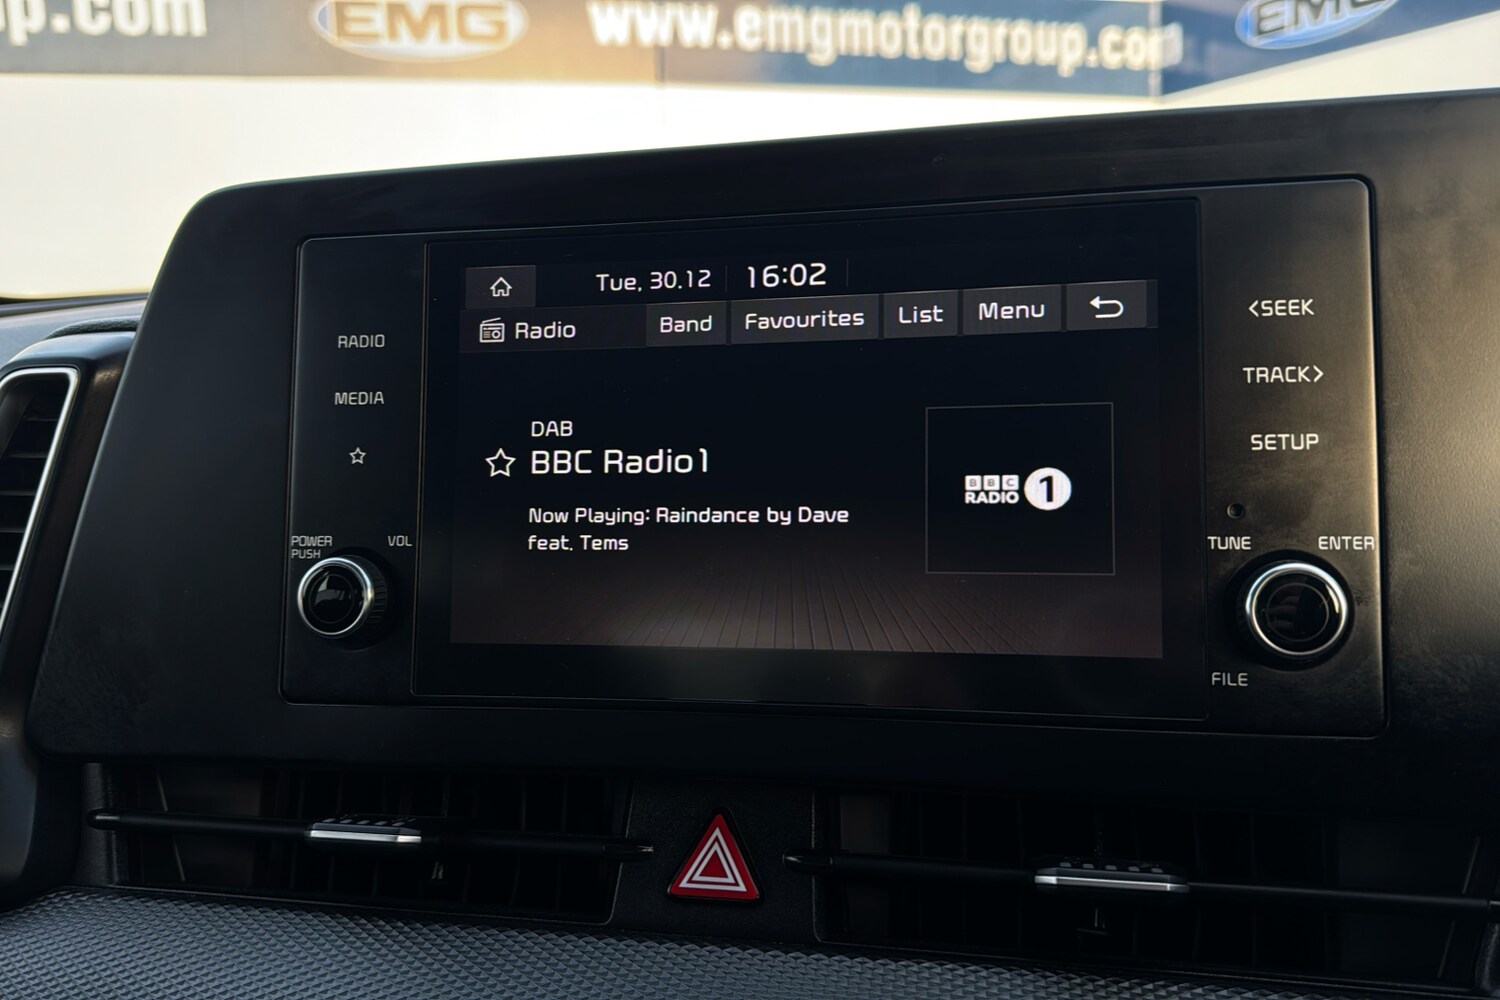 p.com
EMG
www.emgmotorgroup.com
EMG
Tue, 30.12 16:02
Radio Band Favourites List Menu
DAB
BBC Radio1
Now Playing: Raindance by Dave
feat. Tems
BBC
RADIO 1
RADIO
MEDIA
POWER
PUSH
VOL
<SEEK
TRACK>
SETUP
TUNE
ENTER
FILE